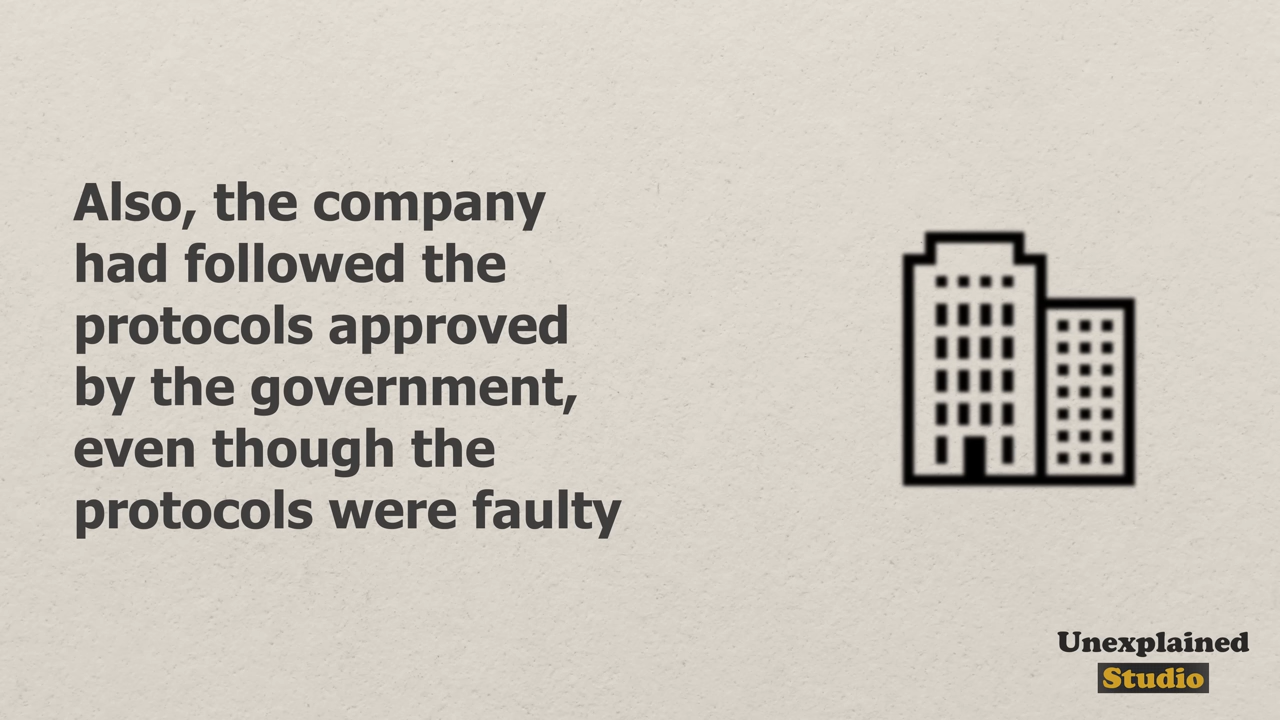 Also, the company
had followed the
protocols approved
by the government,
even though the
protocols were faulty
Unexplained
Studio